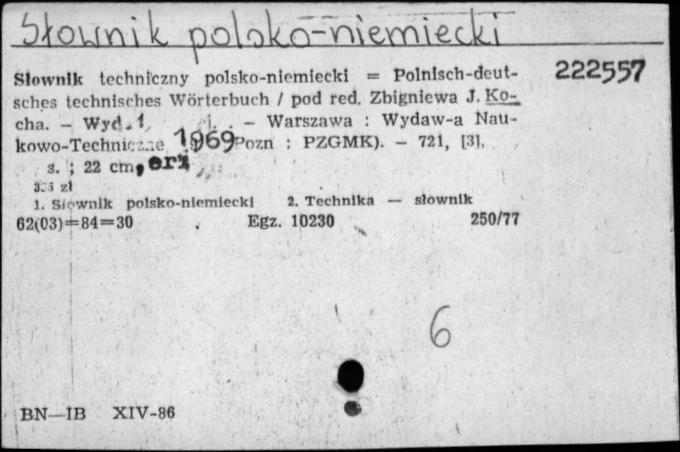 Słownik polsko-niemiecki
Słownik techniczny polsko-niemiecki = Polnisch-deut- 222557
sches technisches Wörterbuch / pod red. Zbigniewa J. Ko-
cha. – Wyd. 1. – Warszawa : Wydaw-a Nau-
kowo-Techniczne 1969 Pozn : PZGMK). – 721, [3],
s. ; 22 cm, err
zł
1. Słownik polsko-niemiecki 2. Technika — słownik
62(03)=84=30 Egz. 10230 250/77
6
BN—IB XIV-86